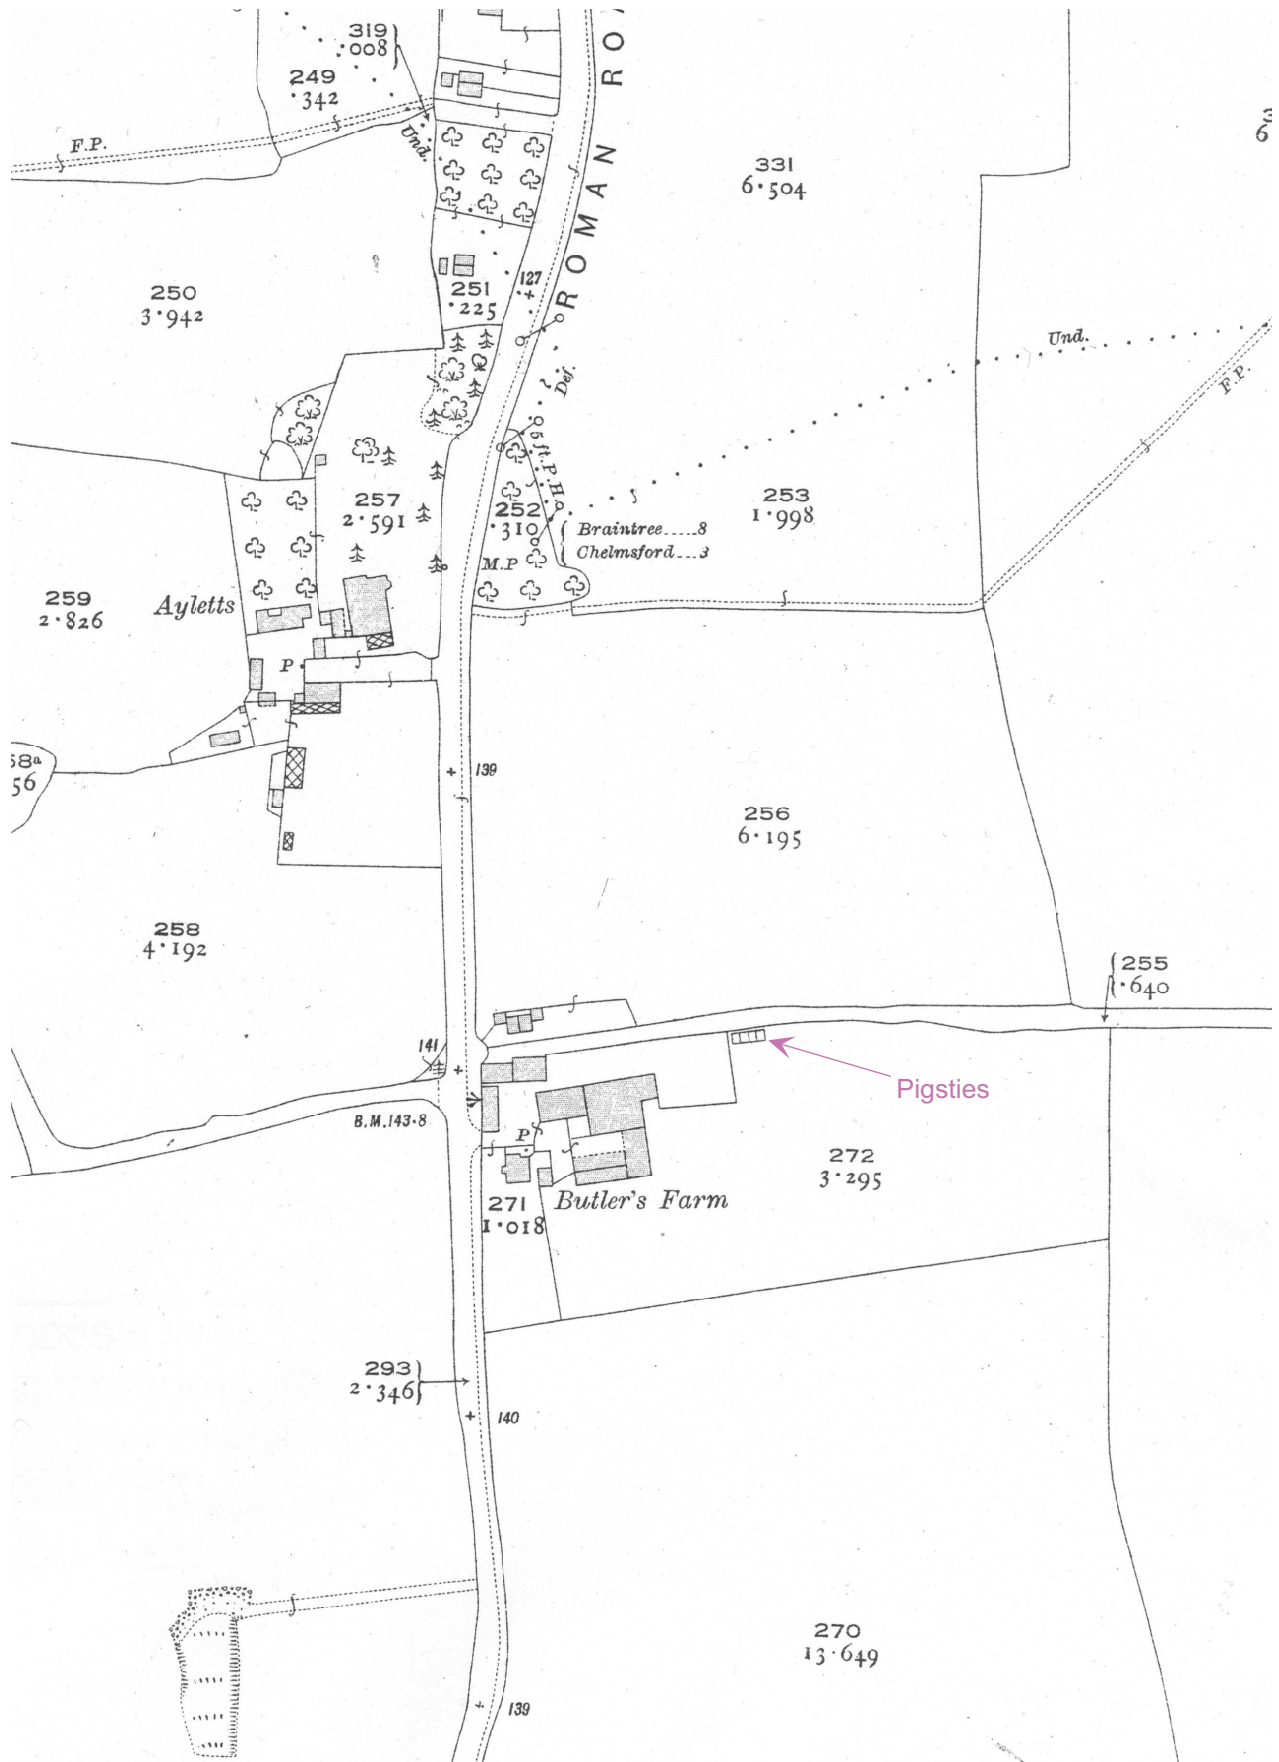 319
·008
249
·342
F.P.
Und.
ROMAN
331
6·504
250
3·942
251
·225
127
+
Und.
Def.
F.P.
5ft. P.H.
257
2·591
252
·310
253
1·998
Braintree.....8
Chelmsford...3
M.P
259
2·826
Ayletts
P
58a
56
+ 139
256
6·195
258
4·192
255
·640
141
+
Pigsties
B.M.143·8
P
272
3·295
271
1·018
Butler's Farm
293
2·346
+ 140
270
13·649
+ 139